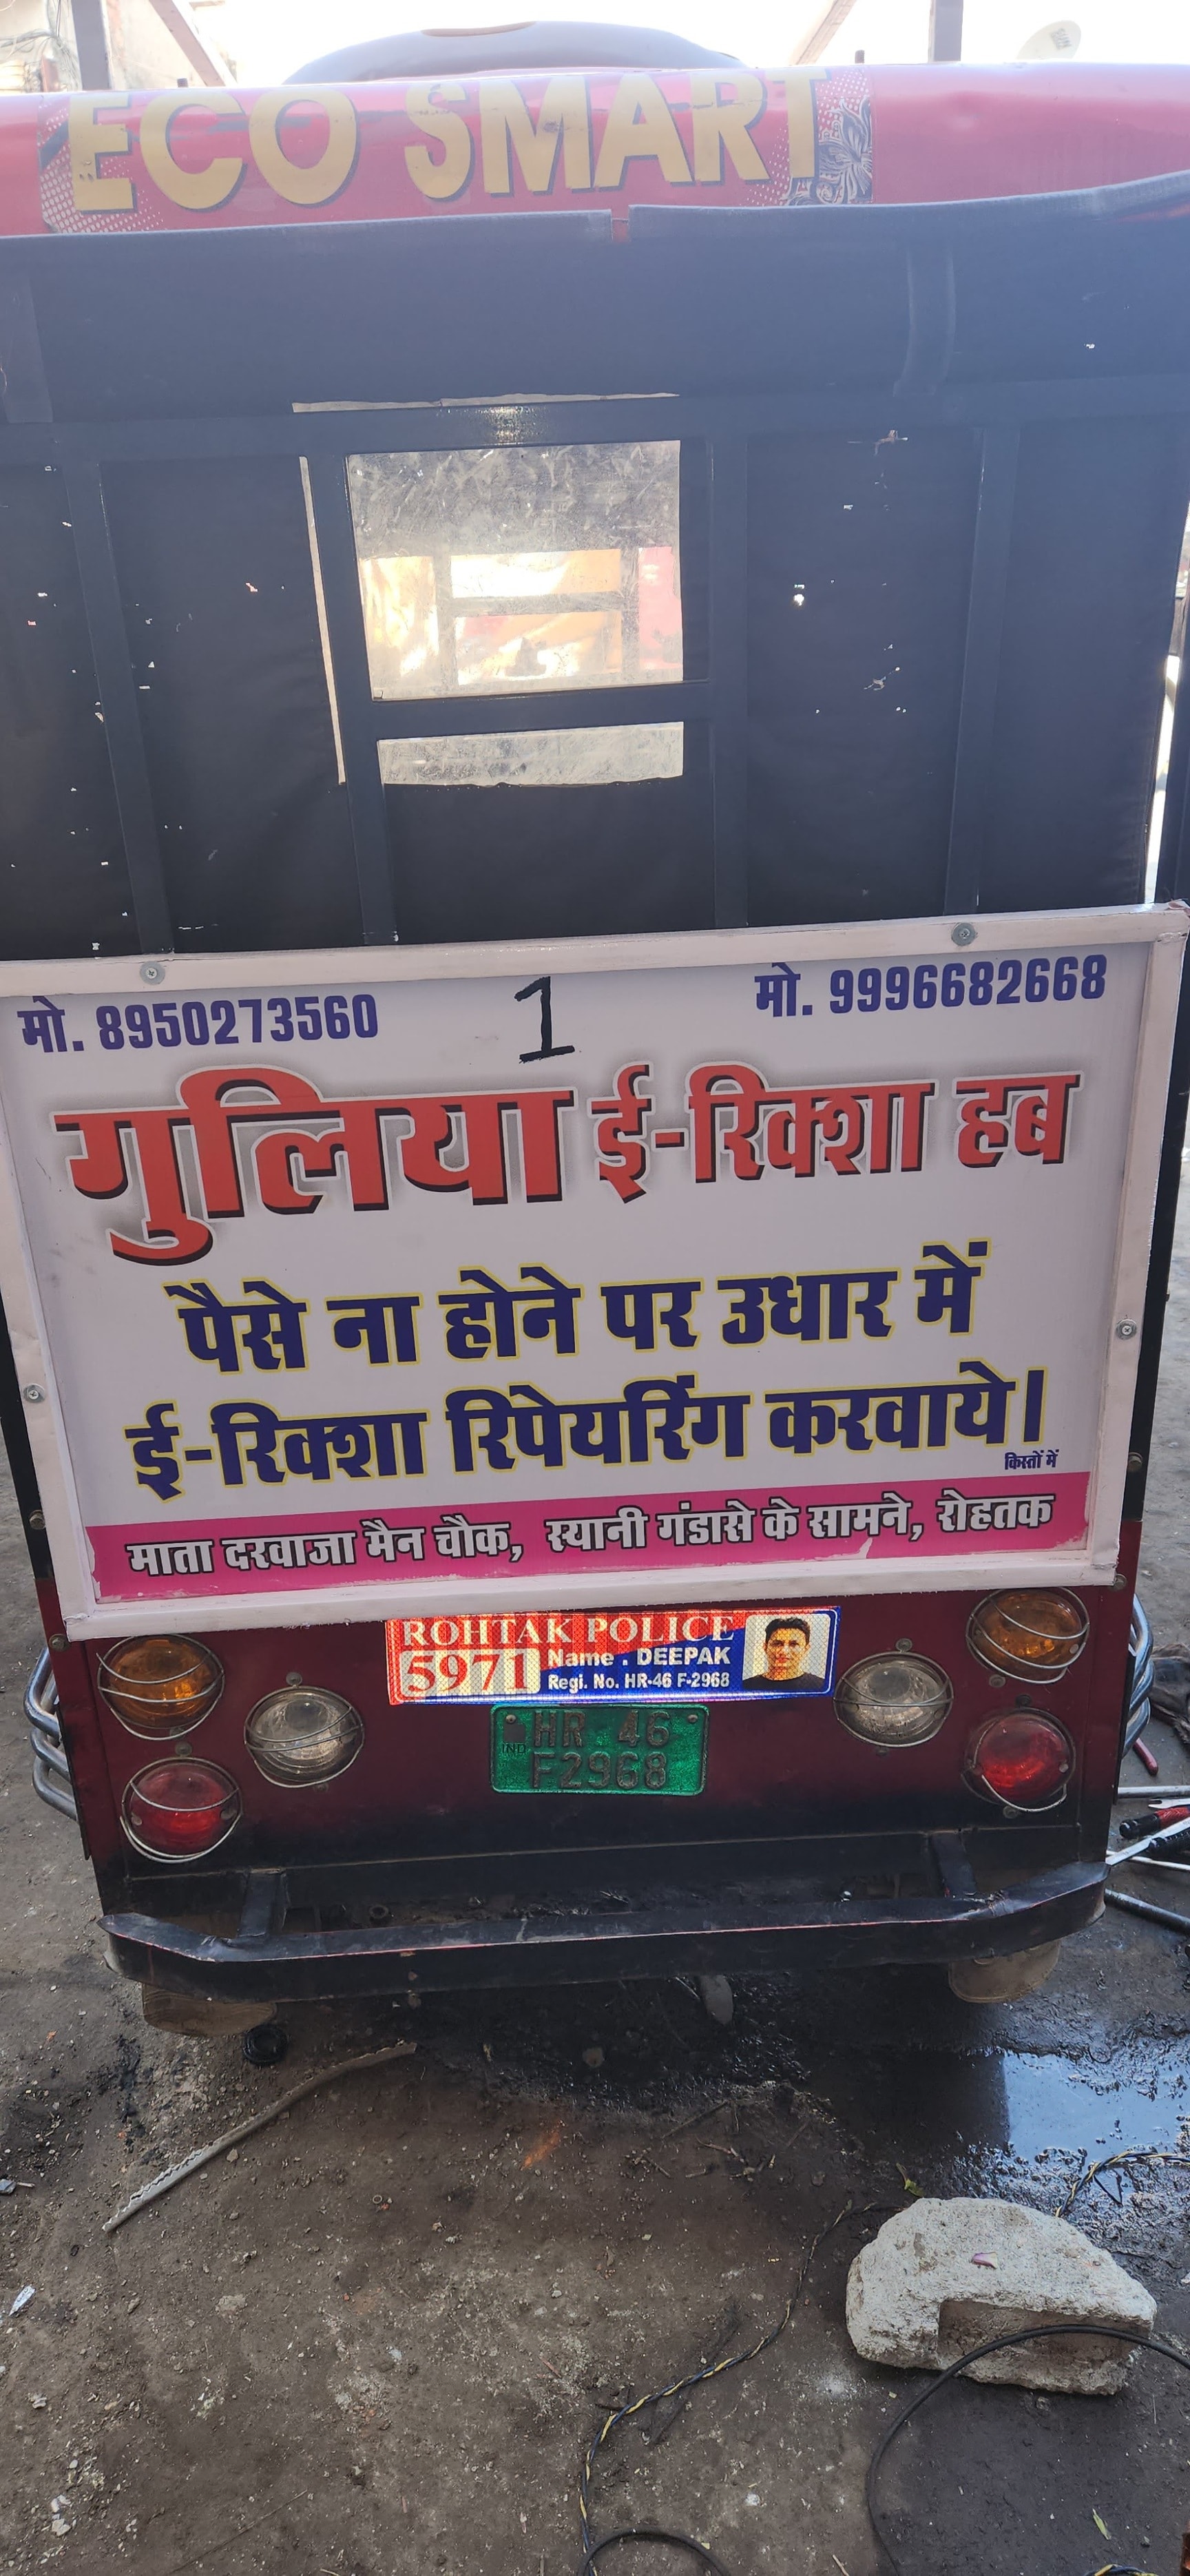 ECO SMART
मो. 8950273560 1 मो. 9996682668
गुलिया ई-रिक्शा हब
पैसे ना होने पर उधार में
ई-रिक्शा रिपेयरिंग करवाये।
किस्तों में
माता दरवाजा मैन चौक, स्यानी गंडासे के सामने, रोहतक
ROHTAK POLICE
5971 Name . DEEPAK
Regi. No. HR-46 F-2968
HR 46
IND
F2968